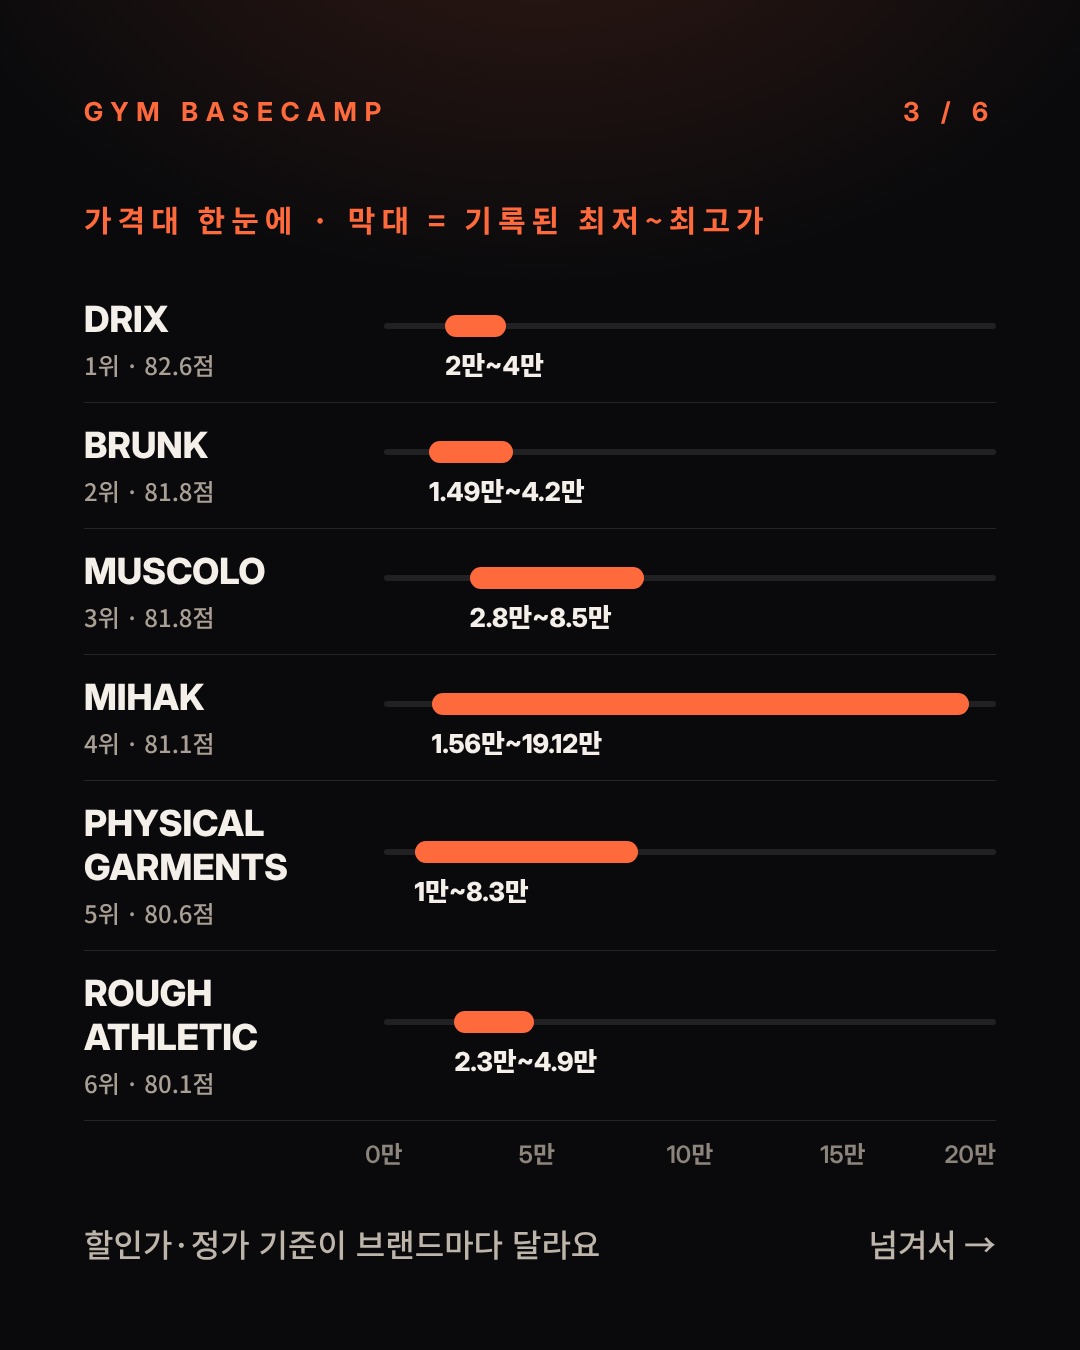 GYM BASECAMP
3 / 6
가격대 한눈에 · 막대 = 기록된 최저~최고가
DRIX
1위 · 82.6점
2만~4만
BRUNK
2위 · 81.8점
1.49만~4.2만
MUSCOLO
3위 · 81.8점
2.8만~8.5만
MIHAK
4위 · 81.1점
1.56만~19.12만
PHYSICAL
GARMENTS
5위 · 80.6점
1만~8.3만
ROUGH
ATHLETIC
6위 · 80.1점
2.3만~4.9만
0만 5만 10만 15만 20만
할인가·정가 기준이 브랜드마다 달라요
넘겨서 →